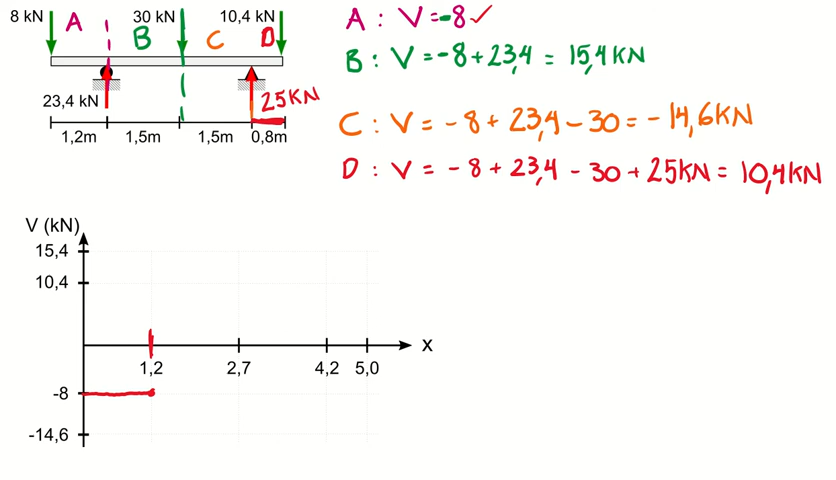 8 kN A 30 kN 10,4 kN
B C D
23,4 kN 25KN
1,2m 1,5m 1,5m 0,8m
A : V = -8 ✓
B : V = -8 + 23,4 = 15,4 KN
C : V = -8 + 23,4 - 30 = -14,6KN
D : V = -8 + 23,4 - 30 + 25KN = 10,4KN
V (kN)
15,4
10,4
x
1,2 2,7 4,2 5,0
-8
-14,6